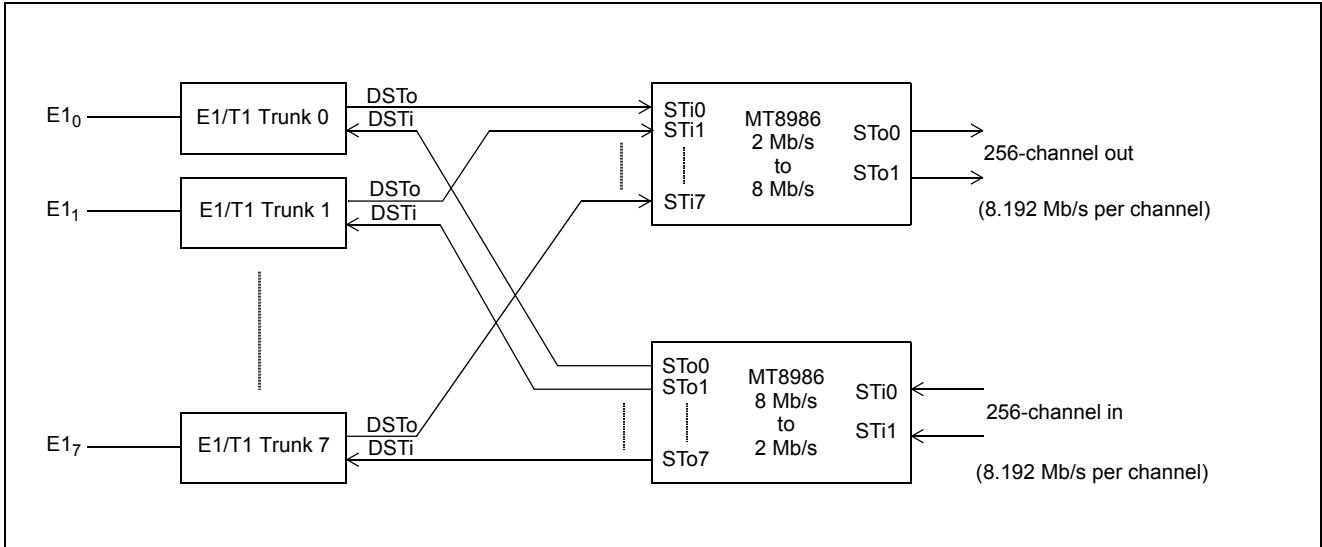 E1₀
E1/T1 Trunk 0
DSTo
DSTi
E1₁
E1/T1 Trunk 1
DSTo
DSTi
E1₇
E1/T1 Trunk 7
DSTo
DSTi
STi0
STi1
STi7
MT8986
2 Mb/s
to
8 Mb/s
STo0
STo1
256-channel out
(8.192 Mb/s per channel)
STo0
STo1
STo7
MT8986
8 Mb/s
to
2 Mb/s
STi0
STi1
256-channel in
(8.192 Mb/s per channel)